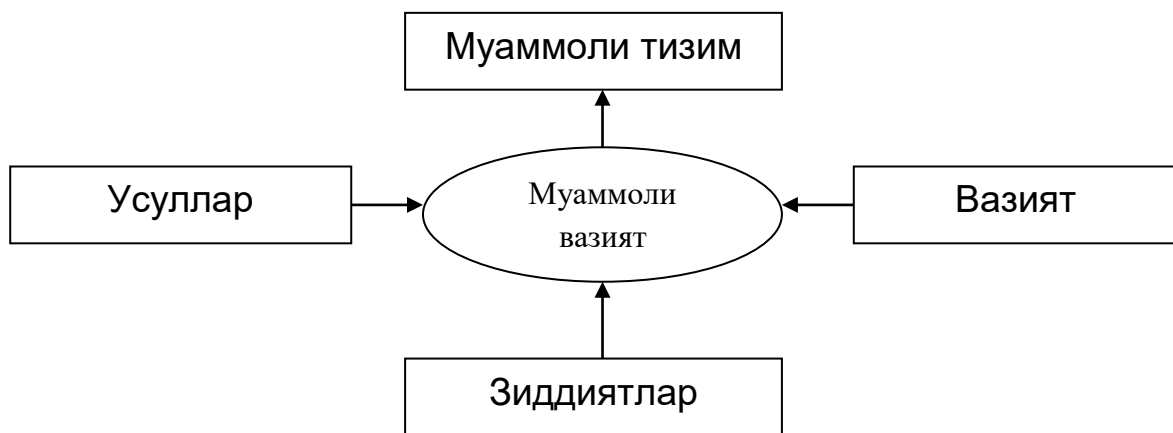 Муаммоли тизим
Усуллар
Муаммоли
вазият
Вазият
Зиддиятлар